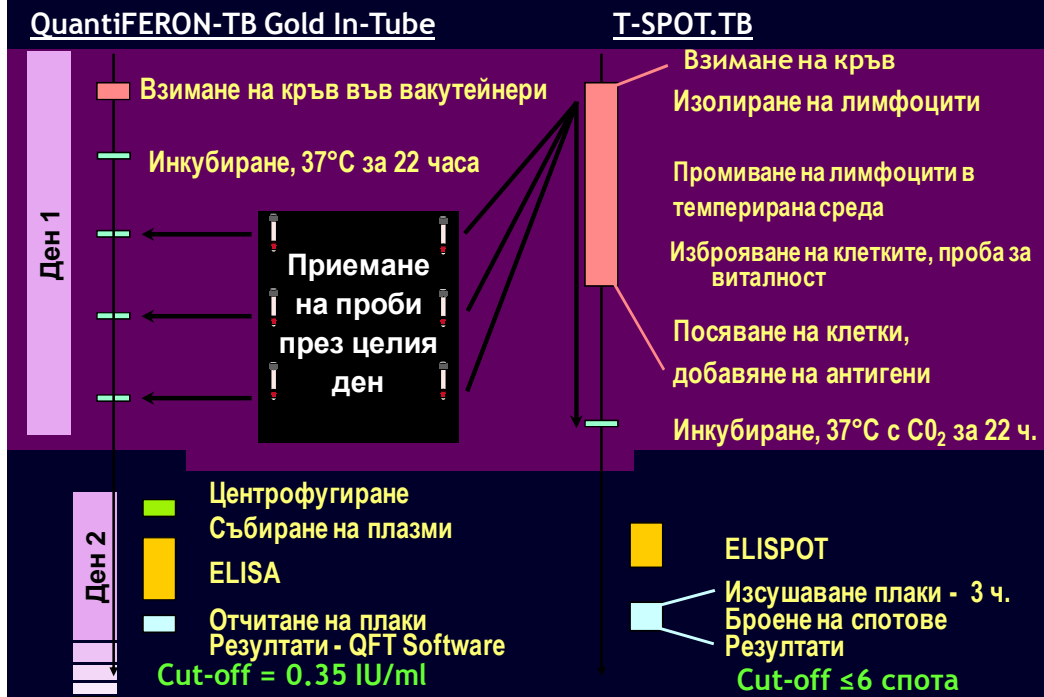 QuantiFERON-TB Gold In-Tube
Ден 1
Взимане на кръв във вакутейнери
Инкубиране, 37°C за 22 часа
Приемане
на проби
през целия
ден
Ден 2
Центрофугиране
Събиране на плазми
ELISA
Отчитане на плаки
Резултати - QFT Software
Cut-off = 0.35 IU/ml
T-SPOT.TB
Взимане на кръв
Изолиране на лимфоцити
Промиване на лимфоцити в
темперирана среда
Изброяване на клетките, проба за
виталност
Посяване на клетки,
добавяне на антигени
Инкубиране, 37°C с C0₂ за 22 ч.
ELISPOT
Изсушаване плаки - 3 ч.
Броене на спотове
Резултати
Cut-off ≤6 спота